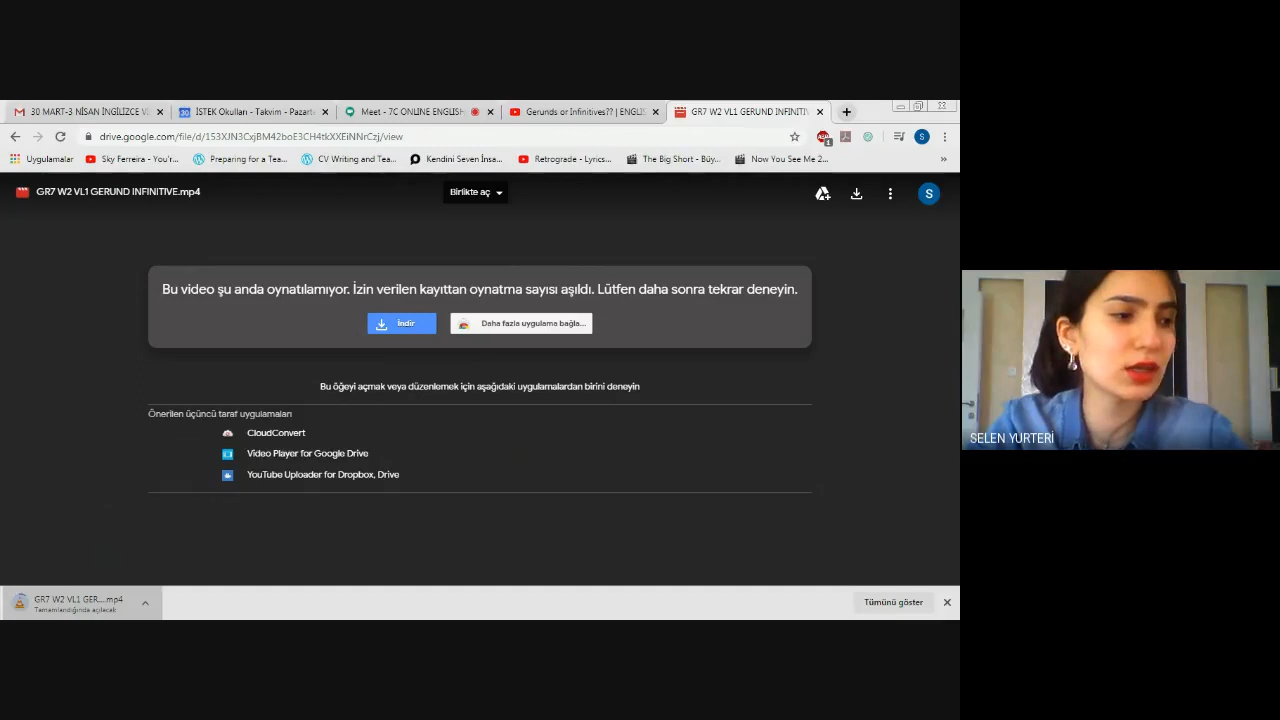 30 MART-3 NİSAN İNGİLİZCE
İSTEK Okulları - Takvim - Pazarte
Meet - 7C ONLINE ENGLISH
Gerunds or Infinitives?? | ENGLIS
GR7 W2 VL1 GERUND INFINITIV
drive.google.com/file/d/153XJN3CxjBM42boE3CH4tkXXEiNNrCzj/view
Uygulamalar
Sky Ferreira - You'r...
Preparing for a Tea...
CV Writing and Tea...
Kendini Seven İnsa...
Retrograde - Lyrics...
The Big Short - Büy...
Now You See Me 2...
GR7 W2 VL1 GERUND INFINITIVE.mp4
Birlikte aç
S
Bu video şu anda oynatılamıyor. İzin verilen kayıttan oynatma sayısı aşıldı. Lütfen daha sonra tekrar deneyin.
İndir
Daha fazla uygulama bağla...
Bu öğeyi açmak veya düzenlemek için aşağıdaki uygulamalardan birini deneyin
Önerilen üçüncü taraf uygulamaları
CloudConvert
Video Player for Google Drive
YouTube Uploader for Dropbox, Drive
SELEN YURTERİ
GR7 W2 VL1 GER....mp4
Tamamlandığında açılacak
Tümünü göster